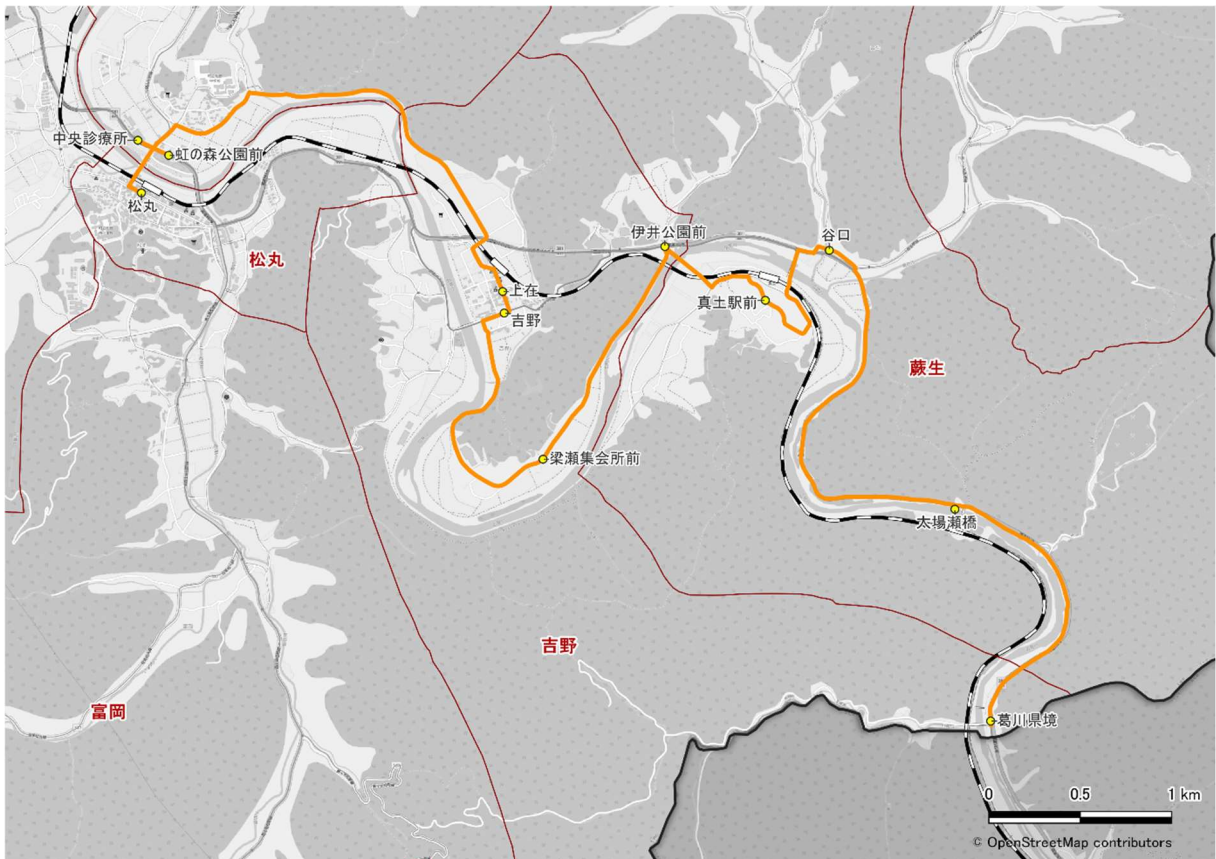 中央診療所
虹の森公園前
松丸
松丸
伊井公園前
谷口
上在
真土駅前
吉野
蕨生
梁瀬集会所前
太場瀬橋
吉野
富岡
葛川県境
0 0.5 1 km
© OpenStreetMap contributors